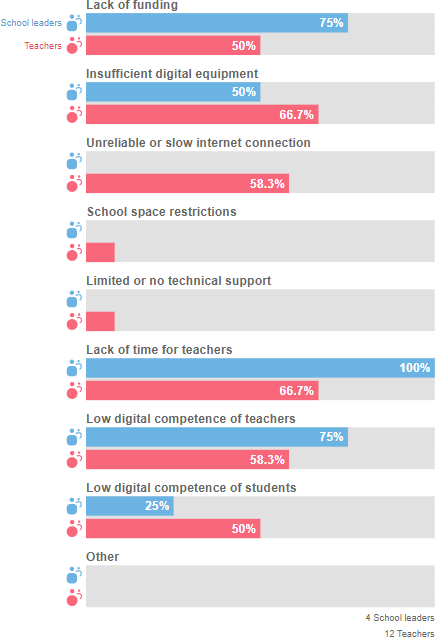 Lack of funding
School leaders
75%
Teachers
50%
Insufficient digital equipment
50%
66.7%
Unreliable or slow internet connection
58.3%
School space restrictions
Limited or no technical support
Lack of time for teachers
100%
66.7%
Low digital competence of teachers
75%
58.3%
Low digital competence of students
25%
50%
Other
4 School leaders
12 Teachers